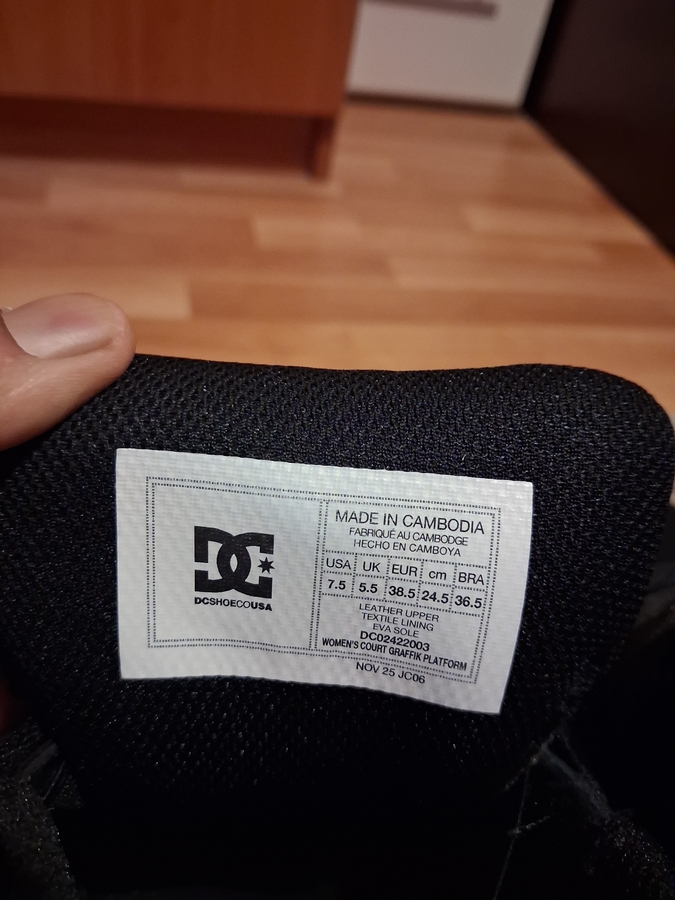 DC
DCSHOECOUSA
MADE IN CAMBODIA
FABRIQUÉ AU CAMBODGE
HECHO EN CAMBOYA
USA UK EUR cm BRA
7.5 5.5 38.5 24.5 36.5
LEATHER UPPER
TEXTILE LINING
EVA SOLE
DC02422003
WOMEN'S COURT GRAFFIK PLATFORM
NOV 25 JC06